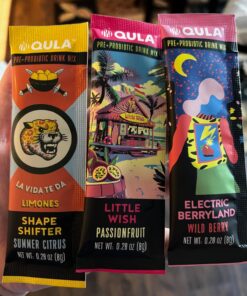 QULA
PRE+PROBIOTIC DRINK MIX
LA VIDA TE DA
LIMONES
SHAPE
SHIFTER
SUMMER CITRUS
NET WT. 0.28 OZ (8g)
QULA
PRE+PROBIOTIC DRINK MIX
LITTLE
WISH
PASSIONFRUIT
NET WT. 0.28 OZ (8g)
QULA
PRE+PROBIOTIC DRINK MIX
ELECTRIC
BERRYLAND
WILD BERRY
NET WT. 0.28 OZ (8g)